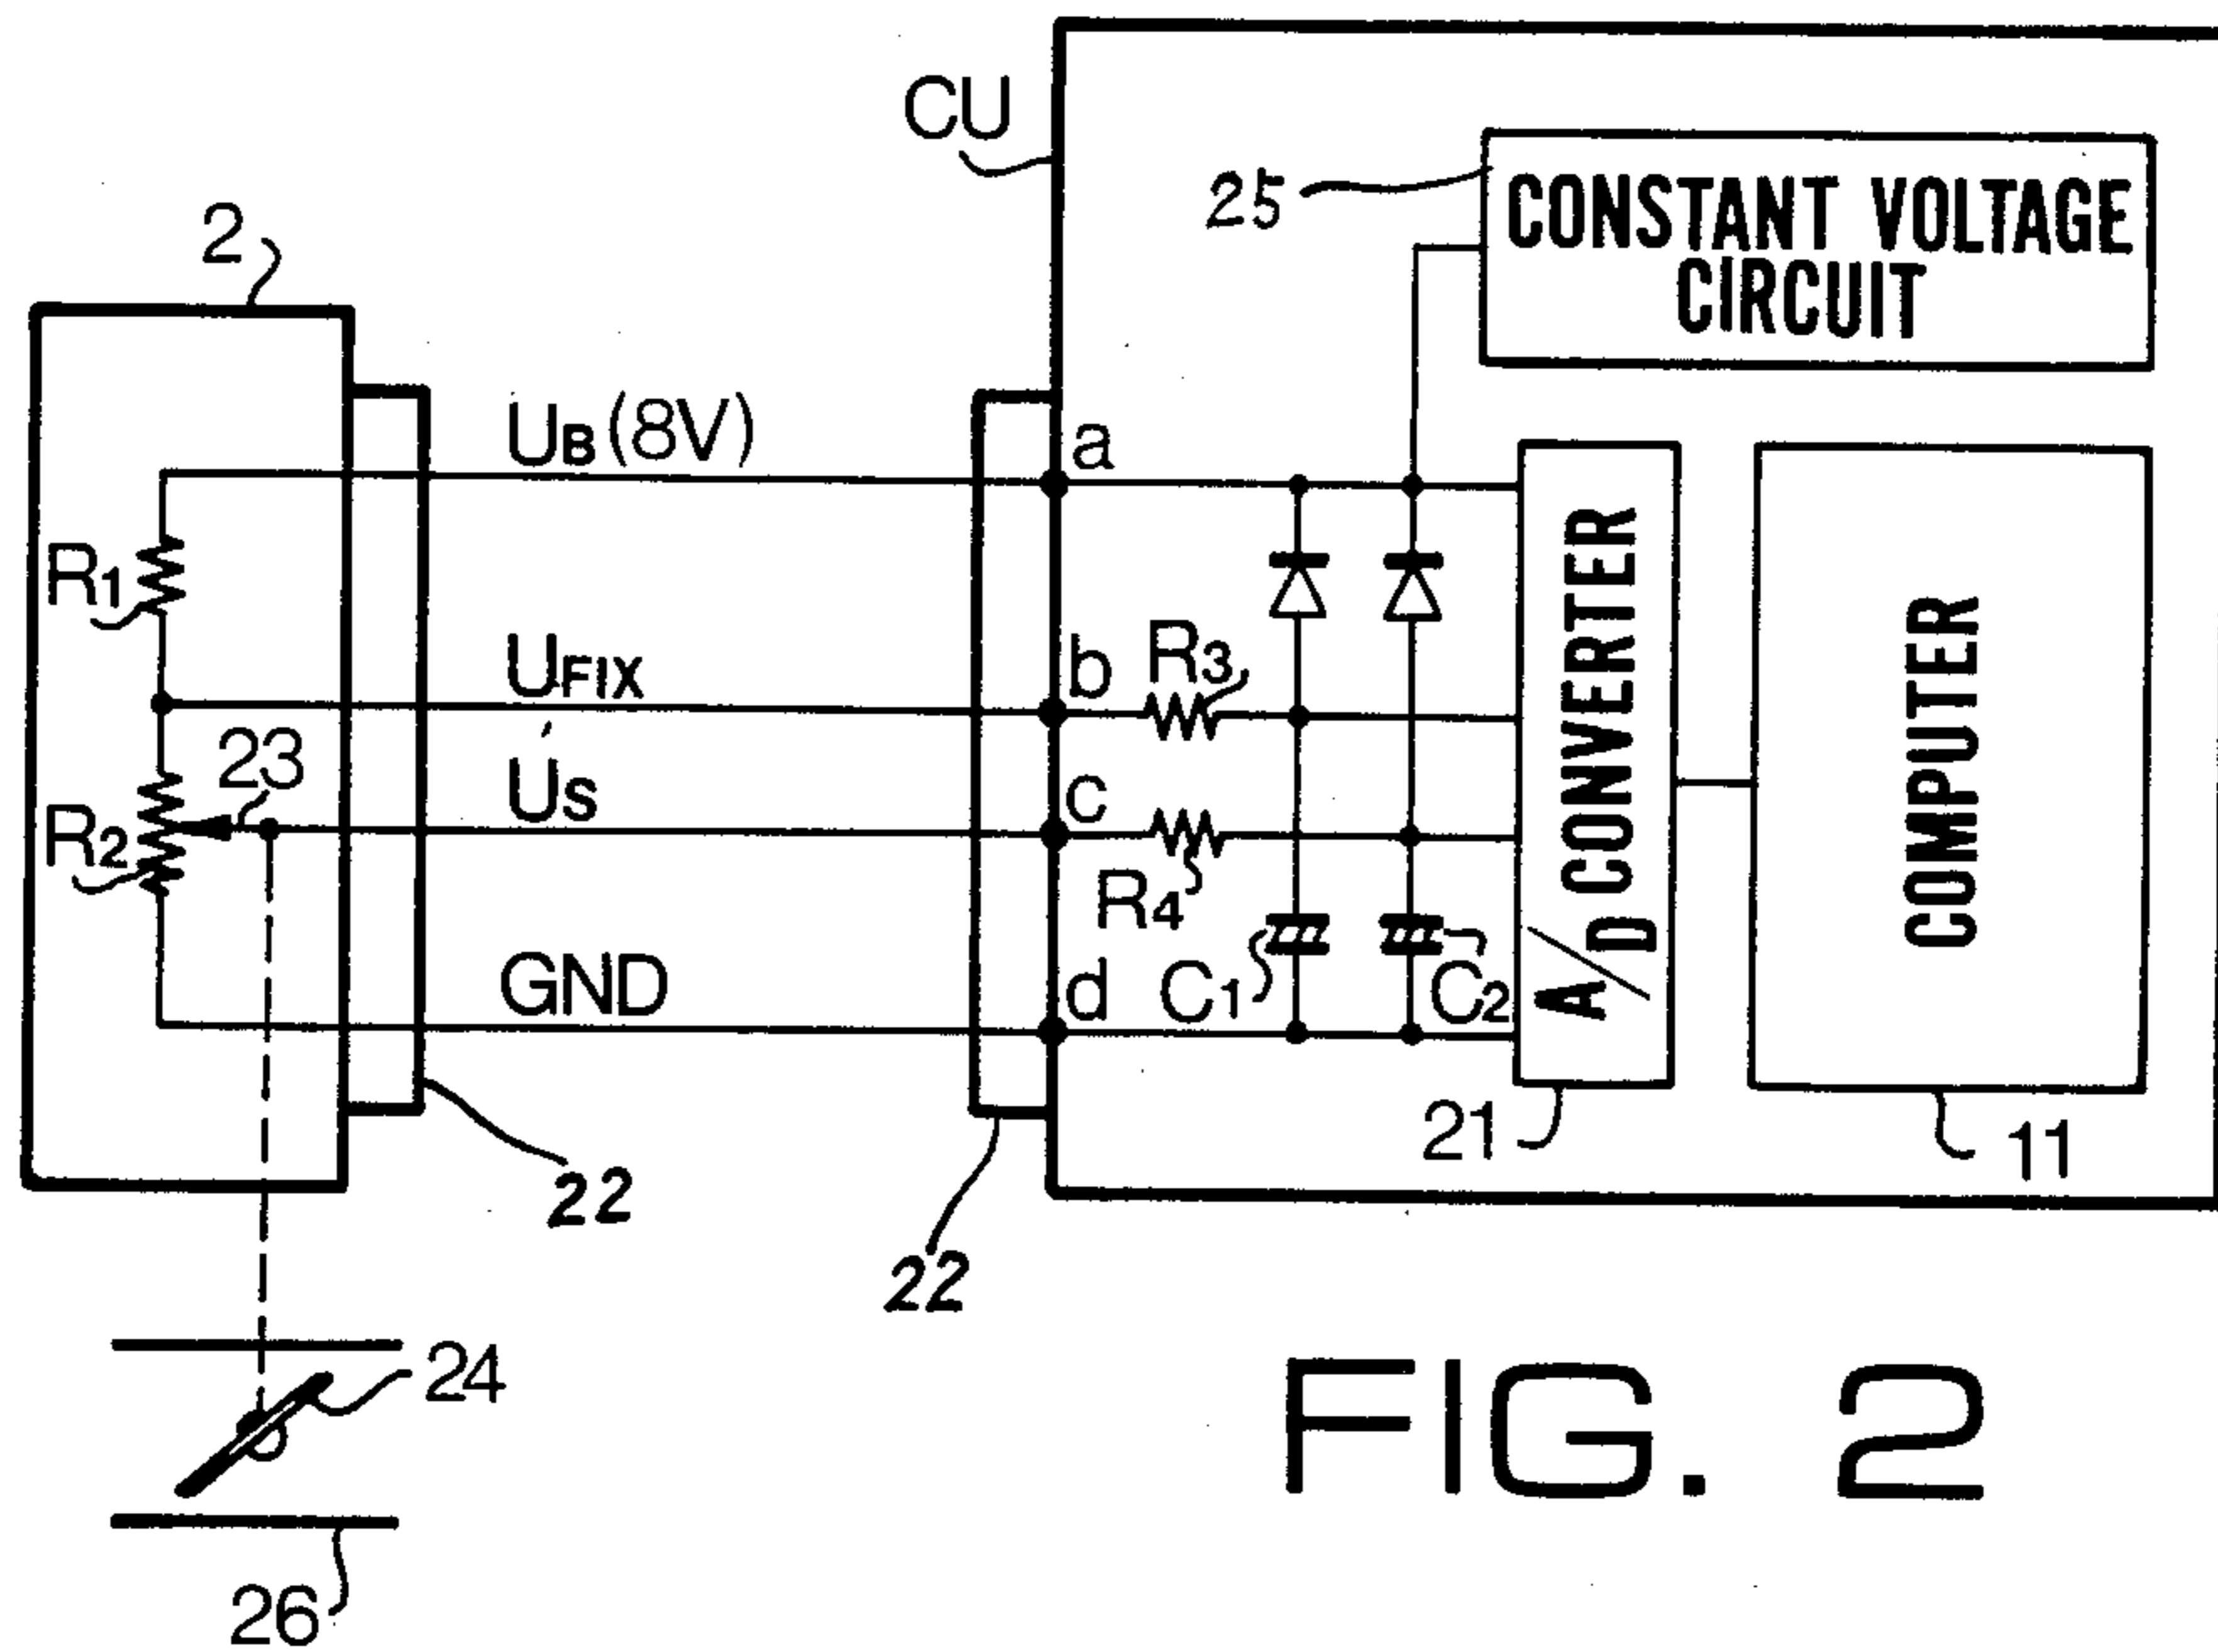 CU
25
CONSTANT VOLTAGE
CIRCUIT
2
UB (8V)
a
R1
UFIX
b
R3
23
US
c
R2
R4
GND
d
C1
C2
A/D CONVERTER
COMPUTER
21
11
22
22
24
26
FIG. 2